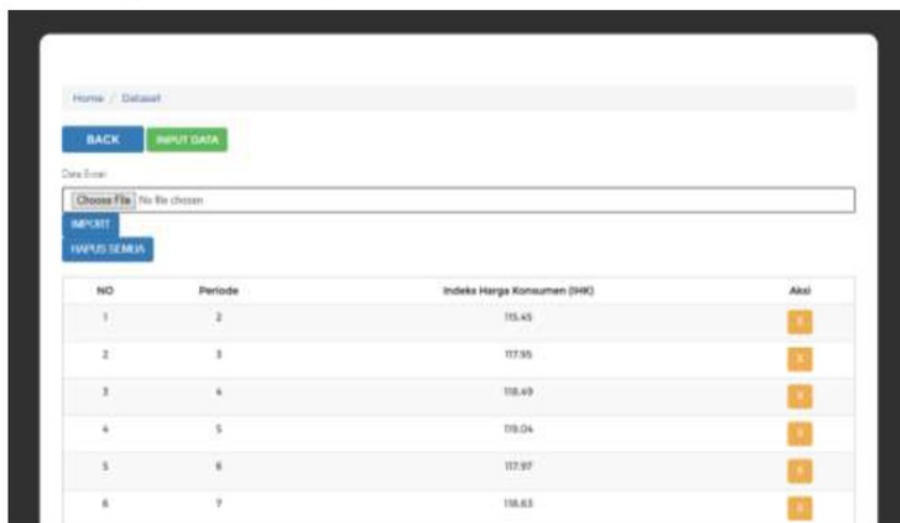 Home / Dataset
BACK INPUT DATA
Data Excel
Choose File No file chosen
IMPORT
HAPUS SEMUA
NO Periode Indeks Harga Konsumen (IHK) Aksi
1 2 115.45 X
2 3 117.95 X
3 4 118.49 X
4 5 119.04 X
5 6 117.97 X
6 7 118.63 X